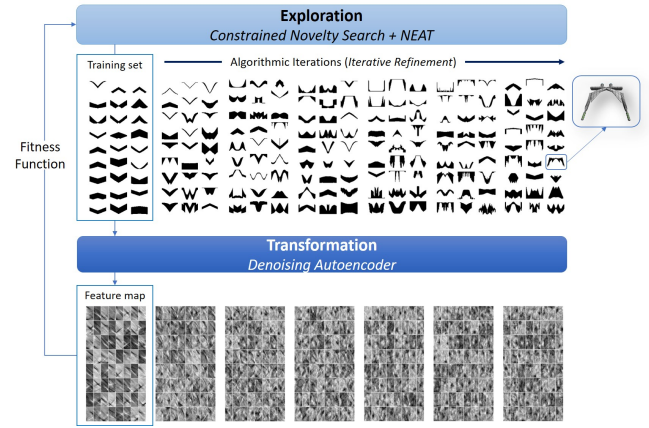 Exploration
Constrained Novelty Search + NEAT
Training set
Algorithmic Iterations (Iterative Refinement)
Fitness
Function
Transformation
Denoising Autoencoder
Feature map